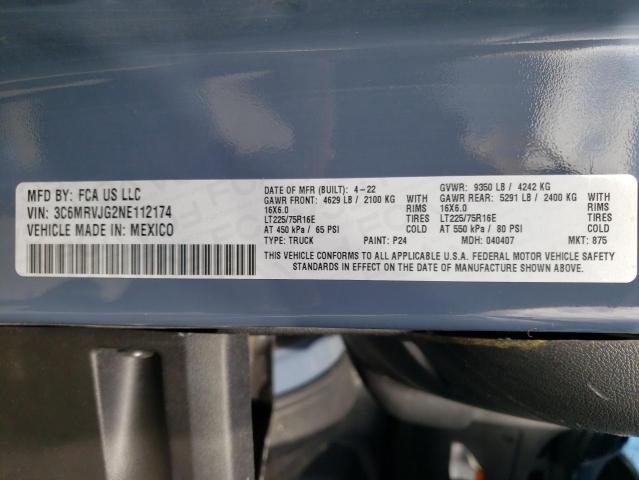 MFD BY: FCA US LLC
VIN: 3C6MRVJG2NE112174
VEHICLE MADE IN: MEXICO
DATE OF MFR (BUILT): 4-22 GVWR: 9350 LB / 4242 KG
GAWR FRONT: 4629 LB / 2100 KG GAWR REAR: 5291 LB / 2400 KG
16X6.0 RIMS 16X6.0 RIMS
LT225/75R16E TIRES LT225/75R16E TIRES
AT 450 kPa / 65 PSI COLD AT 550 kPa / 80 PSI COLD
TYPE: TRUCK PAINT: P24 MDH: 040407 MKT: 875
THIS VEHICLE CONFORMS TO ALL APPLICABLE U.S.A. FEDERAL MOTOR VEHICLE SAFETY
STANDARDS IN EFFECT ON THE DATE OF MANUFACTURE SHOWN ABOVE.